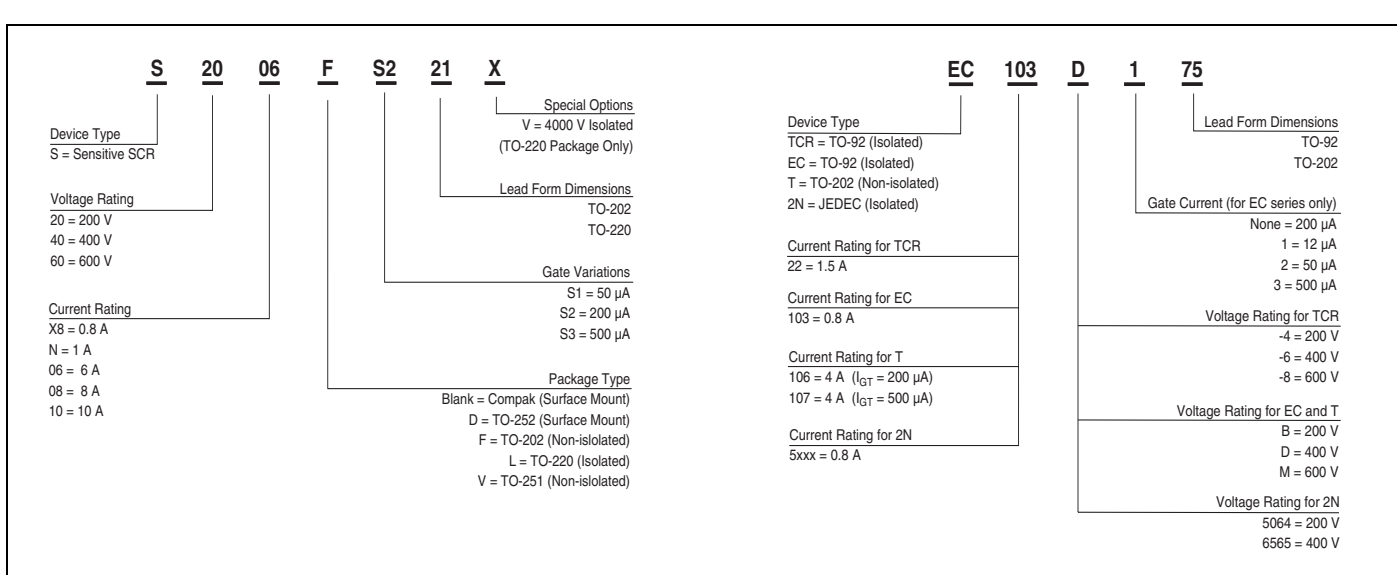 S 20 06 F S2 21 X
Special Options
V = 4000 V Isolated
(TO-220 Package Only)
Device Type
S = Sensitive SCR
Lead Form Dimensions
TO-202
TO-220
Voltage Rating
20 = 200 V
40 = 400 V
60 = 600 V
Gate Variations
S1 = 50 µA
S2 = 200 µA
S3 = 500 µA
Current Rating
X8 = 0.8 A
N = 1 A
06 = 6 A
08 = 8 A
10 = 10 A
Package Type
Blank = Compak (Surface Mount)
D = TO-252 (Surface Mount)
F = TO-202 (Non-islolated)
L = TO-220 (Isolated)
V = TO-251 (Non-islolated)
EC 103 D 1 75
Device Type
TCR = TO-92 (Isolated)
EC = TO-92 (Isolated)
T = TO-202 (Non-isolated)
2N = JEDEC (Isolated)
Current Rating for TCR
22 = 1.5 A
Current Rating for EC
103 = 0.8 A
Current Rating for T
106 = 4 A (IGT = 200 µA)
107 = 4 A (IGT = 500 µA)
Current Rating for 2N
5xxx = 0.8 A
Lead Form Dimensions
TO-92
TO-202
Gate Current (for EC series only)
None = 200 µA
1 = 12 µA
2 = 50 µA
3 = 500 µA
Voltage Rating for TCR
-4 = 200 V
-6 = 400 V
-8 = 600 V
Voltage Rating for EC and T
B = 200 V
D = 400 V
M = 600 V
Voltage Rating for 2N
5064 = 200 V
6565 = 400 V